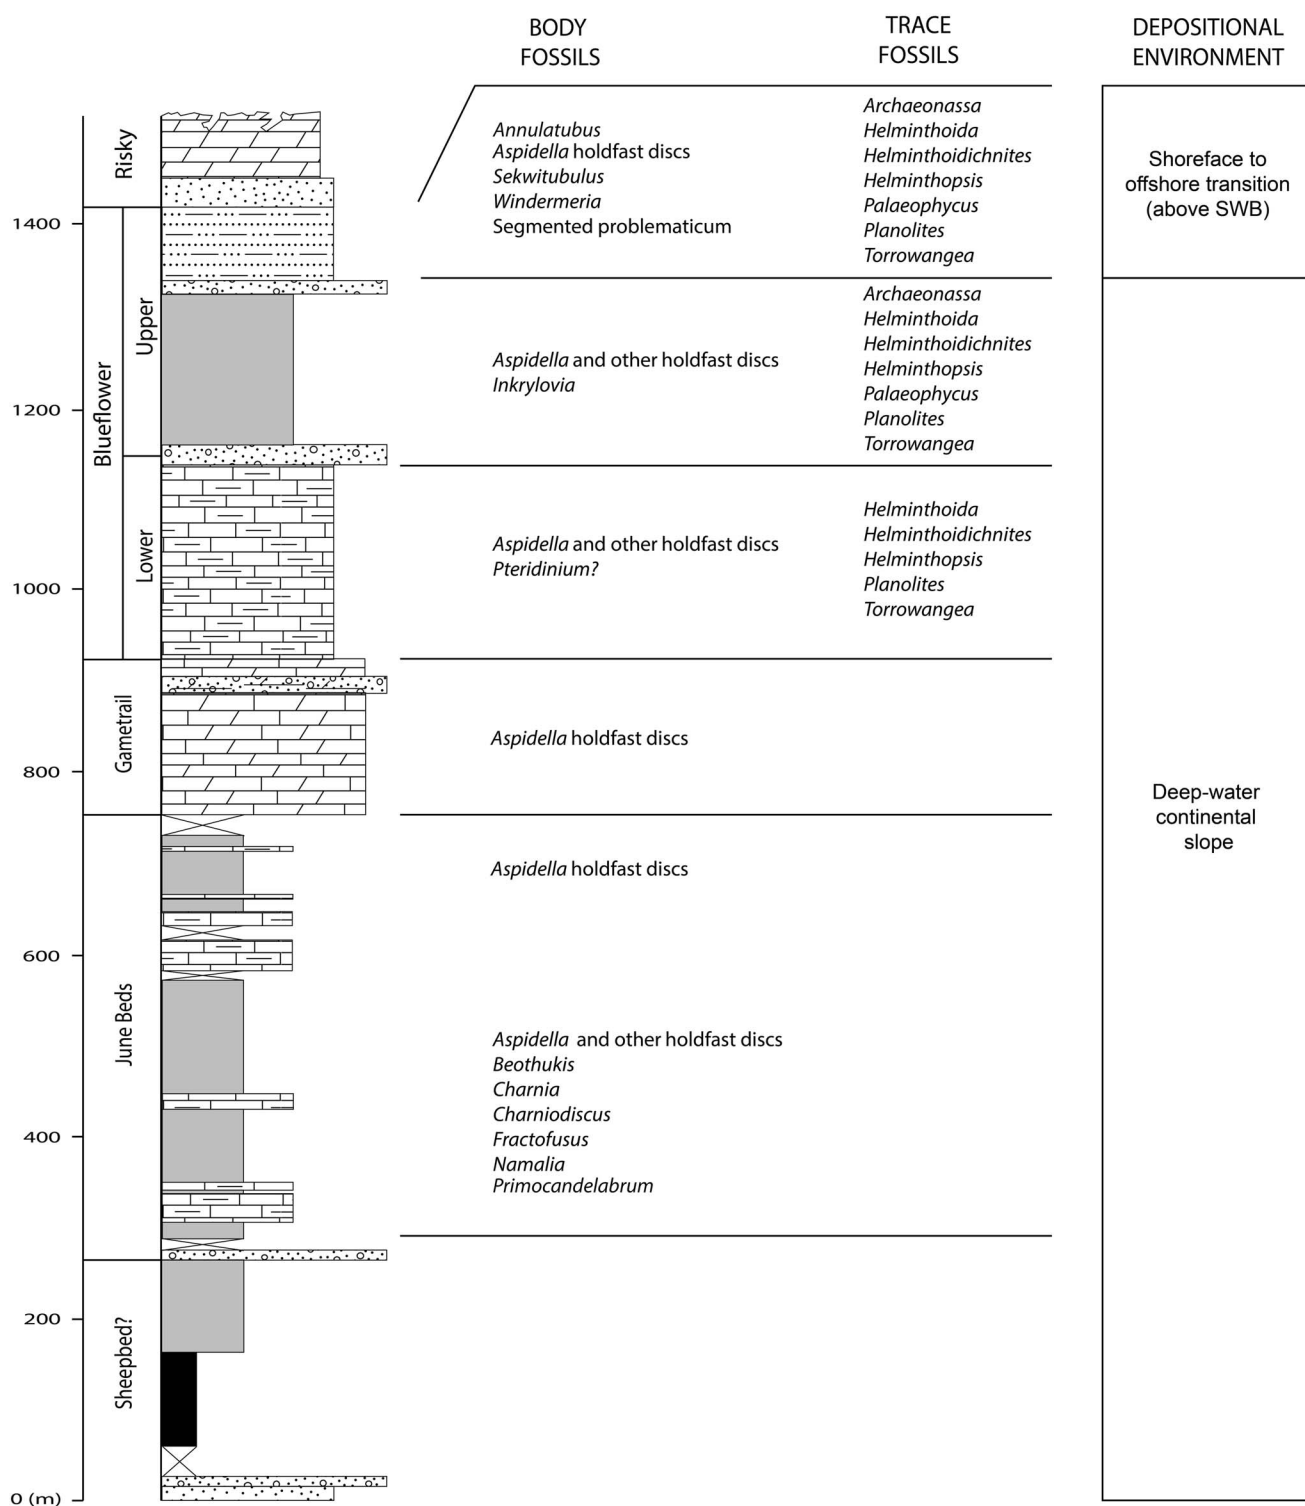 BODY
FOSSILS
TRACE
FOSSILS
DEPOSITIONAL
ENVIRONMENT
Risky
Annulatubus
Aspidella holdfast discs
Sekwitubulus
Windermeria
Segmented problematicum
Archaeonassa
Helminthoida
Helminthoidichnites
Helminthopsis
Palaeophycus
Planolites
Torrowangea
Shoreface to
offshore transition
(above SWB)
1400
Blueflower
Upper
Aspidella and other holdfast discs
Inkrylovia
Archaeonassa
Helminthoida
Helminthoidichnites
Helminthopsis
Palaeophycus
Planolites
Torrowangea
1200
Lower
Aspidella and other holdfast discs
Pteridinium?
Helminthoida
Helminthoidichnites
Helminthopsis
Planolites
Torrowangea
1000
Gametrail
Aspidella holdfast discs
800
Deep-water
continental
slope
June Beds
Aspidella holdfast discs
600
Aspidella and other holdfast discs
Beothukis
Charnia
Charniodiscus
Fractofusus
Namalia
Primocandelabrum
400
Sheepbed?
200
0 (m)